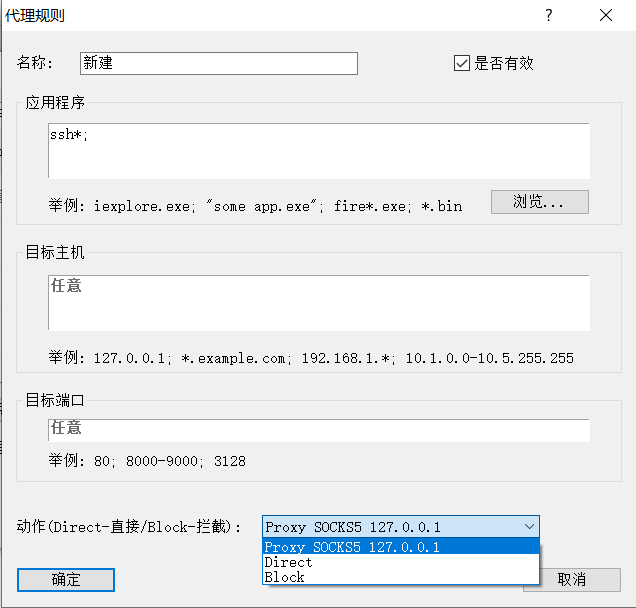 代理规则
名称:
新建
是否有效
应用程序
ssh*;
举例: iexplore.exe; "some app.exe"; fire*.exe; *.bin
浏览...
目标主机
任意
举例: 127.0.0.1; *.example.com; 192.168.1.*; 10.1.0.0-10.5.255.255
目标端口
任意
举例: 80; 8000-9000; 3128
动作(Direct-直接/Block-拦截):
Proxy SOCKS5 127.0.0.1
Proxy SOCKS5 127.0.0.1
Direct
Block
确定
取消